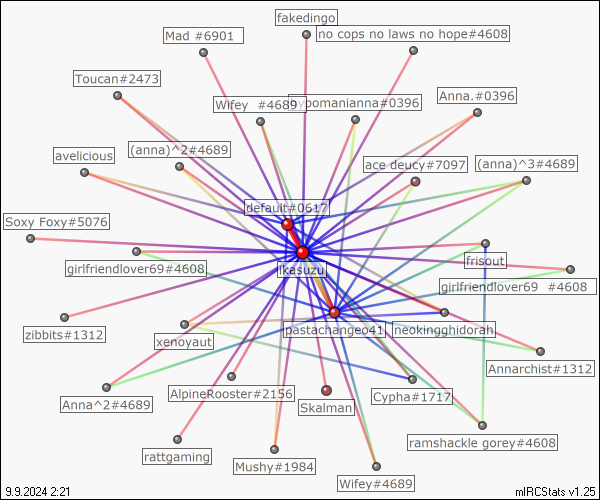 fakedingo
Mad #6901
no cops no laws no hope#4608
Toucan#2473
Wifey #4689
ypomanianna#0396
Anna.#0396
avelicious
(anna)^2#4689
ace deucy#7097
(anna)^3#4689
default#0617
Soxy Foxy#5076
girlfriendlover69#4608
ikasuzu
frisout
girlfriendlover69 #4608
zibbits#1312
xenoyaut
pastachangeo41
neokingghidorah
Annarchist#1312
Anna^2#4689
AlpineRooster#2156
Skalman
Cypha#1717
rattgaming
Mushy#1984
Wifey#4689
ramshackle gorey#4608
9.9.2024 2:21
mIRCStats v1.25